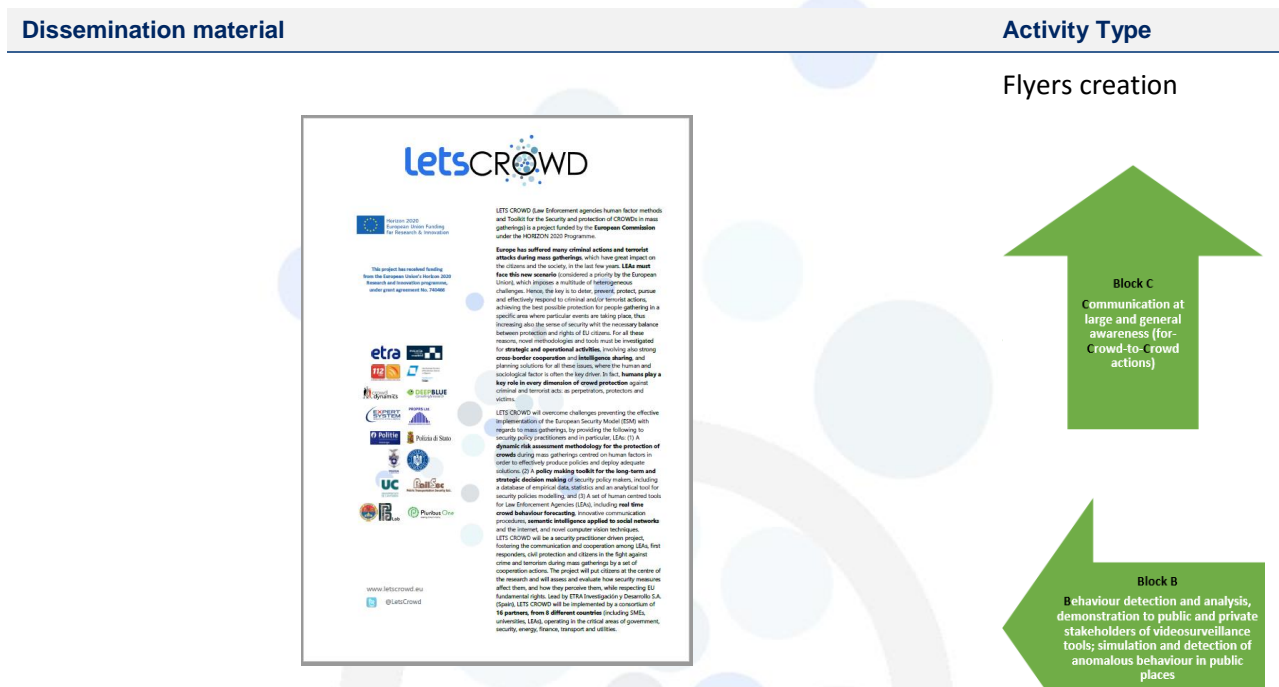 Dissemination material
Activity Type
Flyers creation
LetsCROWD
Horizon 2020
European Union Funding
for Research & Innovation
This project has received funding
from the European Union's Horizon 2020
Research and Innovation programme,
under grant agreement No. 740466
etra
112
crowd
dynamics
DEEPBLUE
EXPERT
SYSTEM
PROPRS Ltd.
Politie
Polizia di Stato
UC
RailSec
Lab
Pluribus One
www.letscrowd.eu
@LetsCrowd
LETS CROWD (Law Enforcement agencies human factor methods
and Toolkit for the Security and protection of CROWDs in mass
gatherings) is a project funded by the European Commission
under the HORIZON 2020 Programme.
Europe has suffered many criminal actions and terrorist
attacks during mass gatherings, which have great impact on
the citizens and the society, in the last few years. LEAs must
face this new scenario (considered a priority by the European
Union), which imposes a multitude of heterogeneous
challenges. Hence, the key is to deter, prevent, protect, pursue
and effectively respond to criminal and/or terrorist actions,
achieving the best possible protection for people gathering in a
specific area where particular events are taking place, thus
increasing also the sense of security whit the necessary balance
between protection and rights of EU citizens. For all these
reasons, novel methodologies and tools must be investigated
for strategic and operational activities, involving also strong
cross-border cooperation and intelligence sharing, and
planning solutions for all these issues, where the human and
sociological factor is often the key driver. In fact, humans play a
key role in every dimension of crowd protection against
criminal and terrorist acts: as perpetrators, protectors and
victims.
LETS CROWD will overcome challenges preventing the effective
implementation of the European Security Model (ESM) with
regards to mass gatherings, by providing the following to
security policy practitioners and in particular, LEAs: (1) A
dynamic risk assessment methodology for the protection of
crowds during mass gatherings centred on human factors in
order to effectively produce policies and deploy adequate
solutions. (2) A policy making toolkit for the long-term and
strategic decision making of security policy makers, including
a database of empirical data, statistics and an analytical tool for
security policies modelling, and (3) A set of human centred tools
for Law Enforcement Agencies (LEAs), including real time
crowd behaviour forecasting, innovative communication
procedures, semantic intelligence applied to social networks
and the internet, and novel computer vision techniques.
LETS CROWD will be a security practitioner driven project,
fostering the communication and cooperation among LEAs, first
responders, civil protection and citizens in the fight against
crime and terrorism during mass gatherings by a set of
cooperation actions. The project will put citizens at the centre of
the research and will assess and evaluate how security measures
affect them, and how they perceive them, while respecting EU
fundamental rights. Lead by ETRA Investigación y Desarrollo S.A.
(Spain), LETS CROWD will be implemented by a consortium of
16 partners, from 8 different countries (including SMEs,
universities, LEAs), operating in the critical areas of government,
security, energy, finance, transport and utilities.
Block C
Communication at
large and general
awareness (for-
Crowd-to-Crowd
actions)
Block B
Behaviour detection and analysis,
demonstration to public and private
stakeholders of videosurveillance
tools; simulation and detection of
anomalous behaviour in public
places